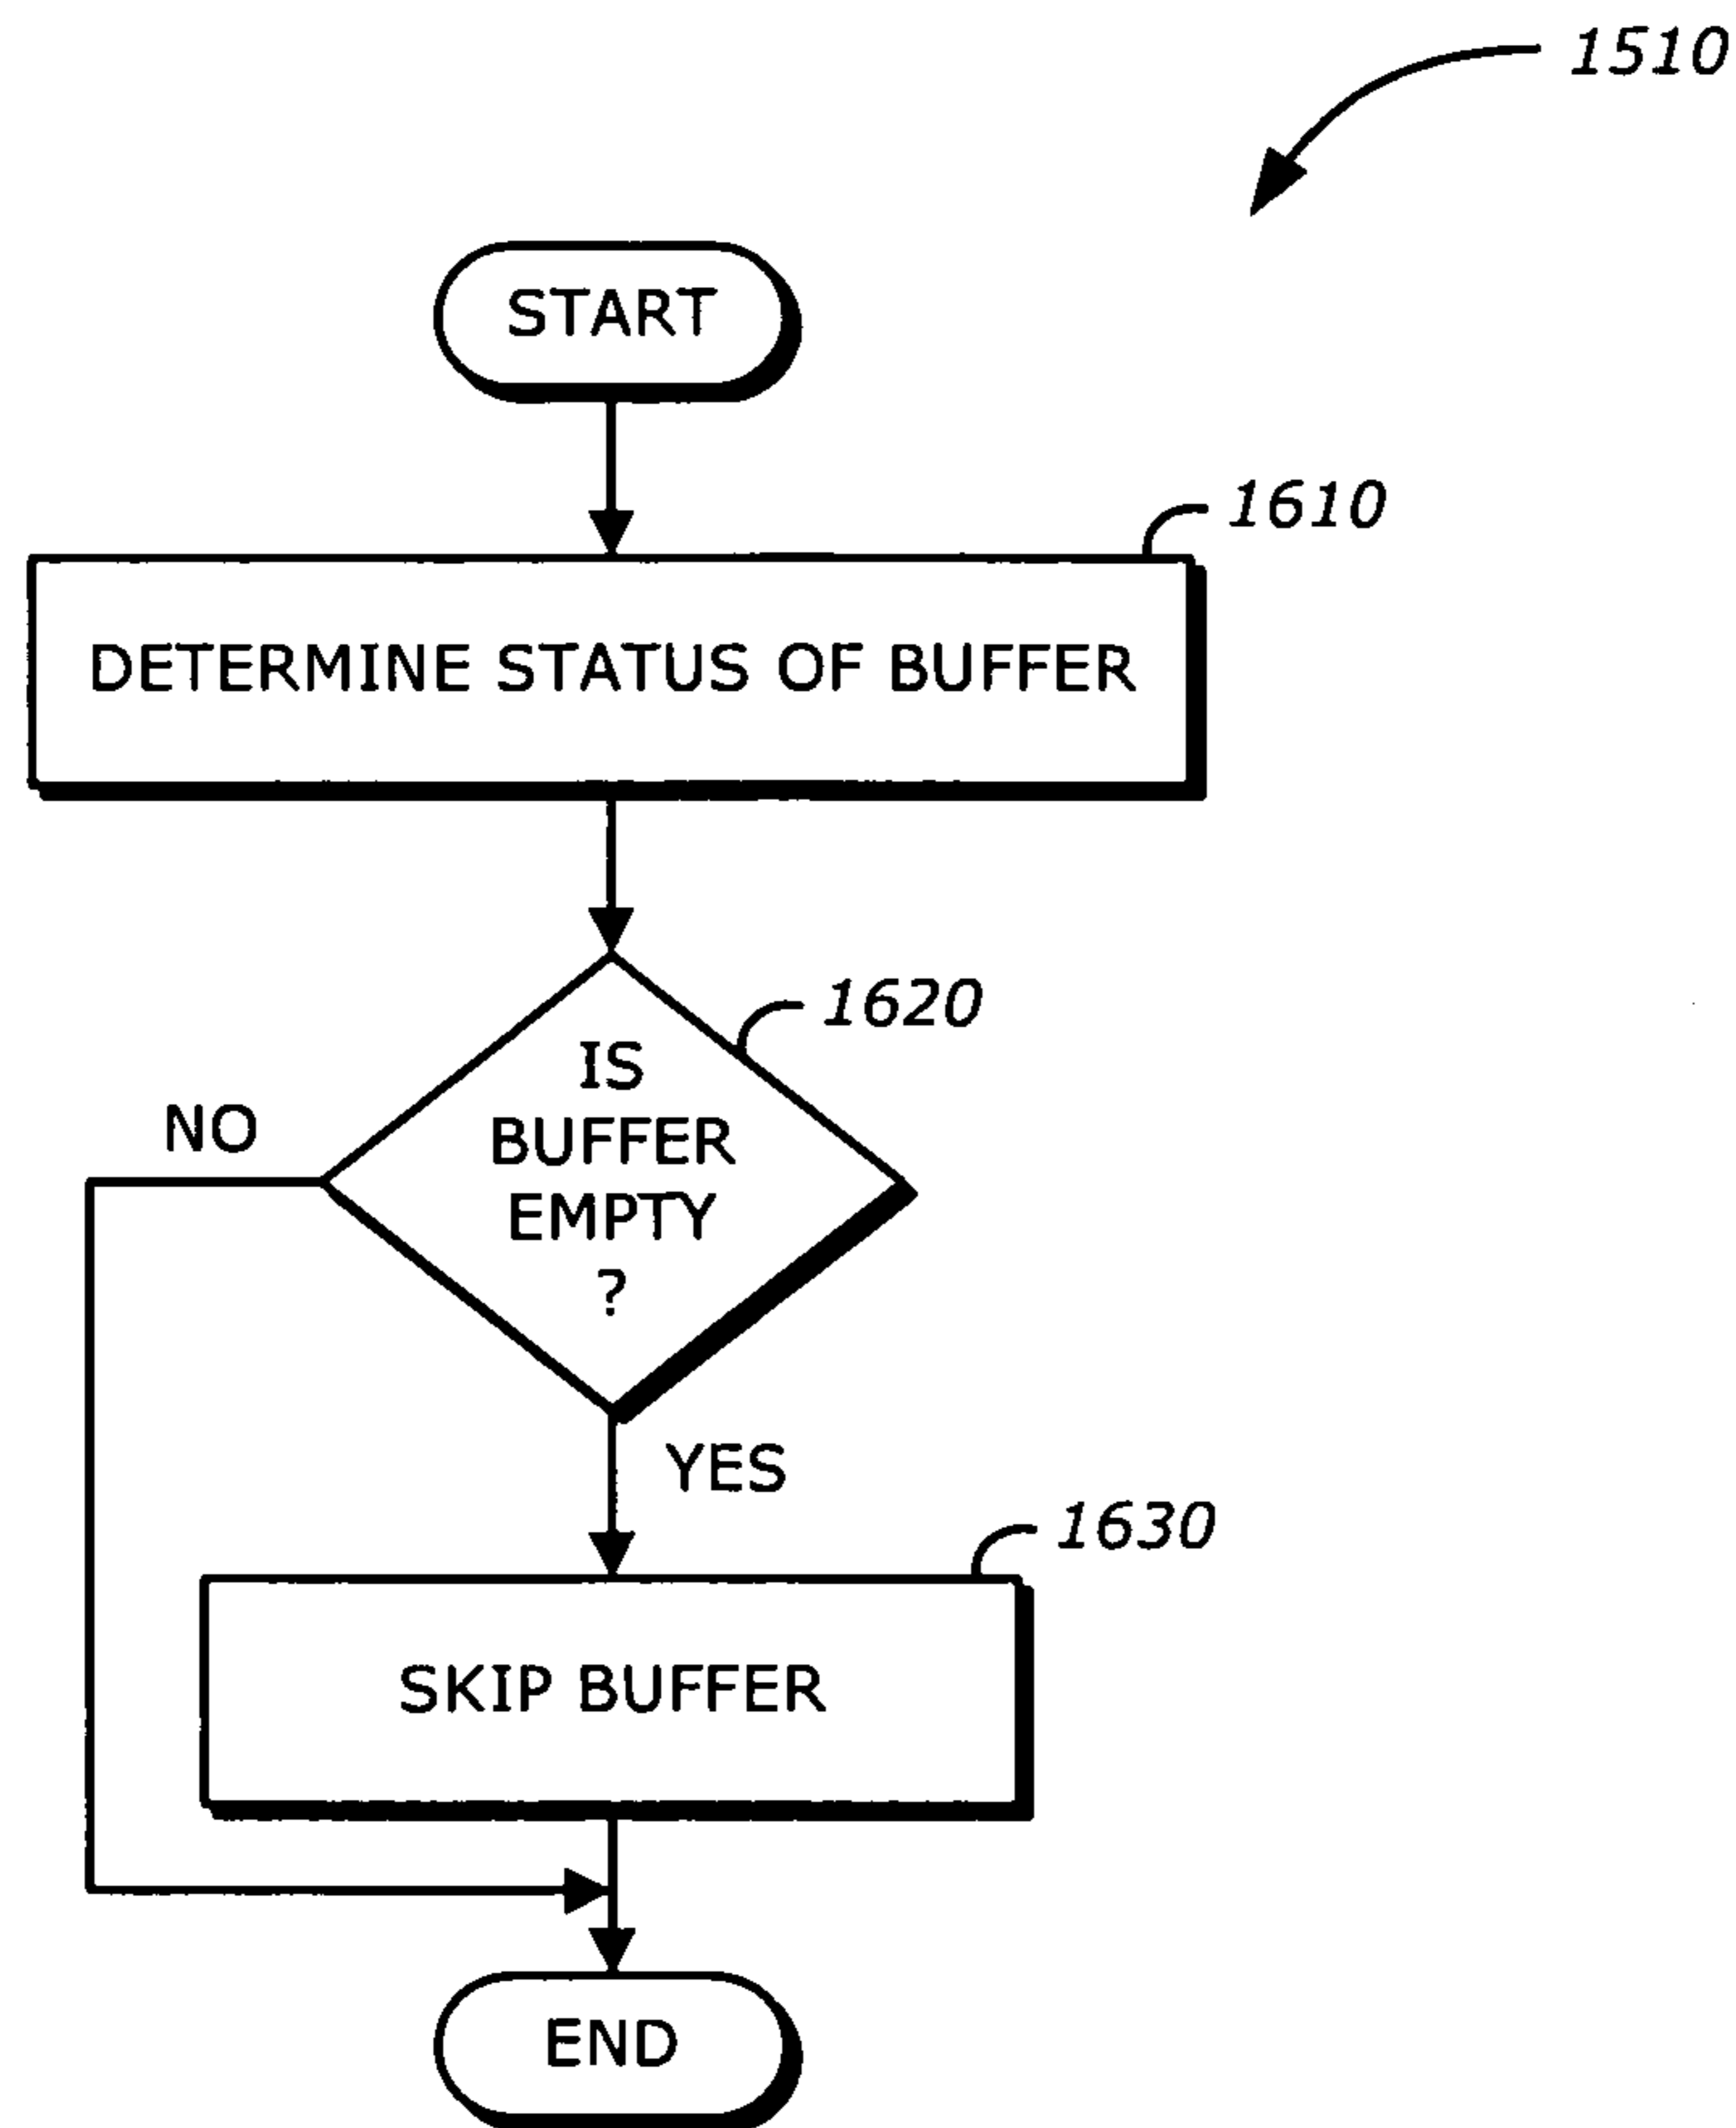 1510
START
1610
DETERMINE STATUS OF BUFFER
1620
IS
BUFFER
EMPTY
?
NO
YES
1630
SKIP BUFFER
END